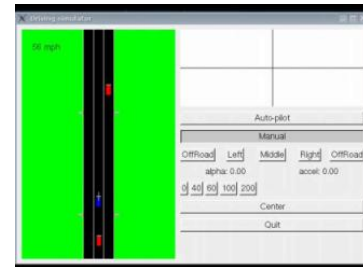 Driving simulator
56 mph
Auto-pilot
Manual
OffRoad Left Middle Right OffRoad
alpha: 0.00 accel: 0.00
0 40 60 100 200
Center
Quit